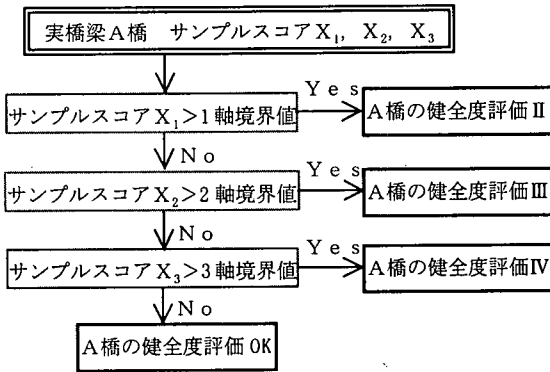 実橋梁A橋 サンプルスコアX₁, X₂, X₃
Yes
サンプルスコアX₁>1軸境界値
A橋の健全度評価II
No
Yes
サンプルスコアX₂>2軸境界値
A橋の健全度評価III
No
Yes
サンプルスコアX₃>3軸境界値
A橋の健全度評価IV
No
A橋の健全度評価OK